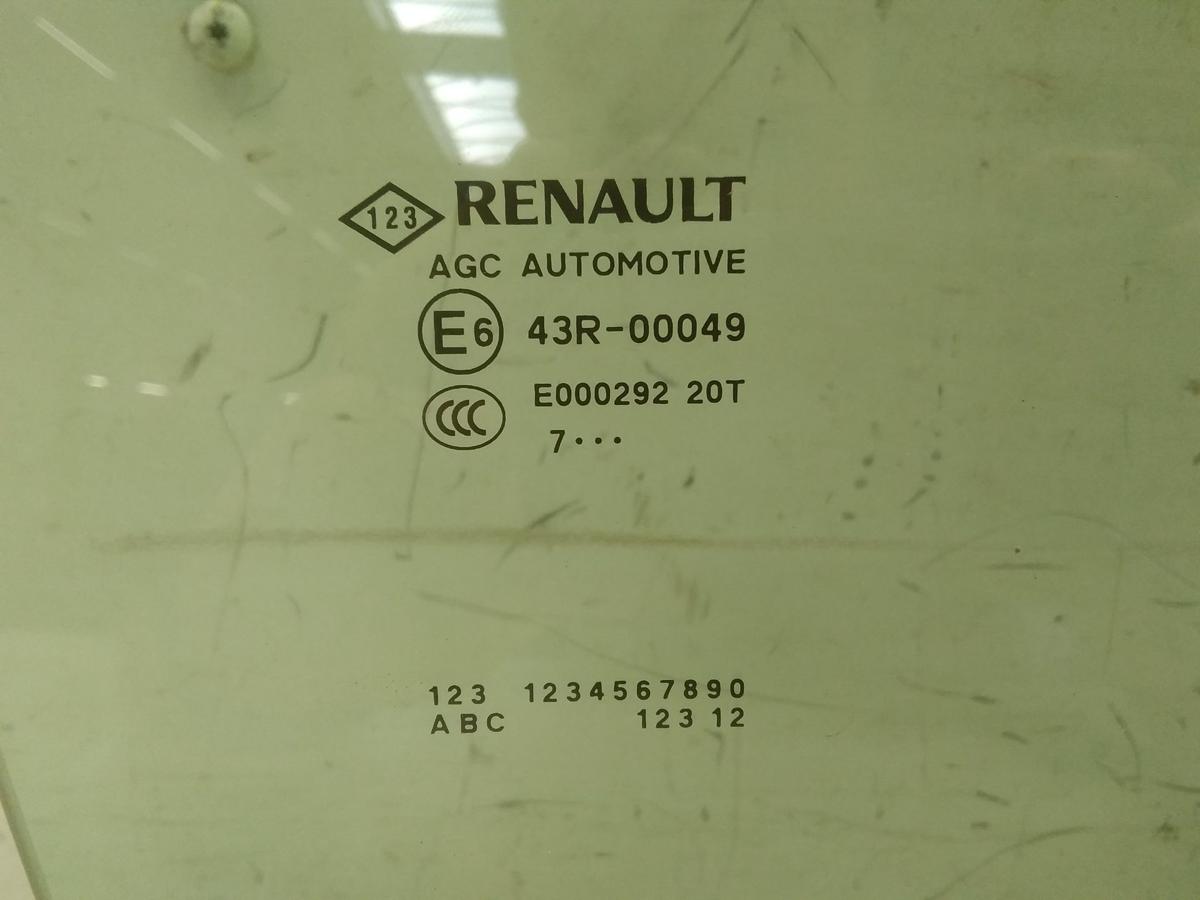 123 RENAULT
AGC AUTOMOTIVE
E6 43R-00049
CCC E000292 20T
7...
123 1234567890
ABC 123 12